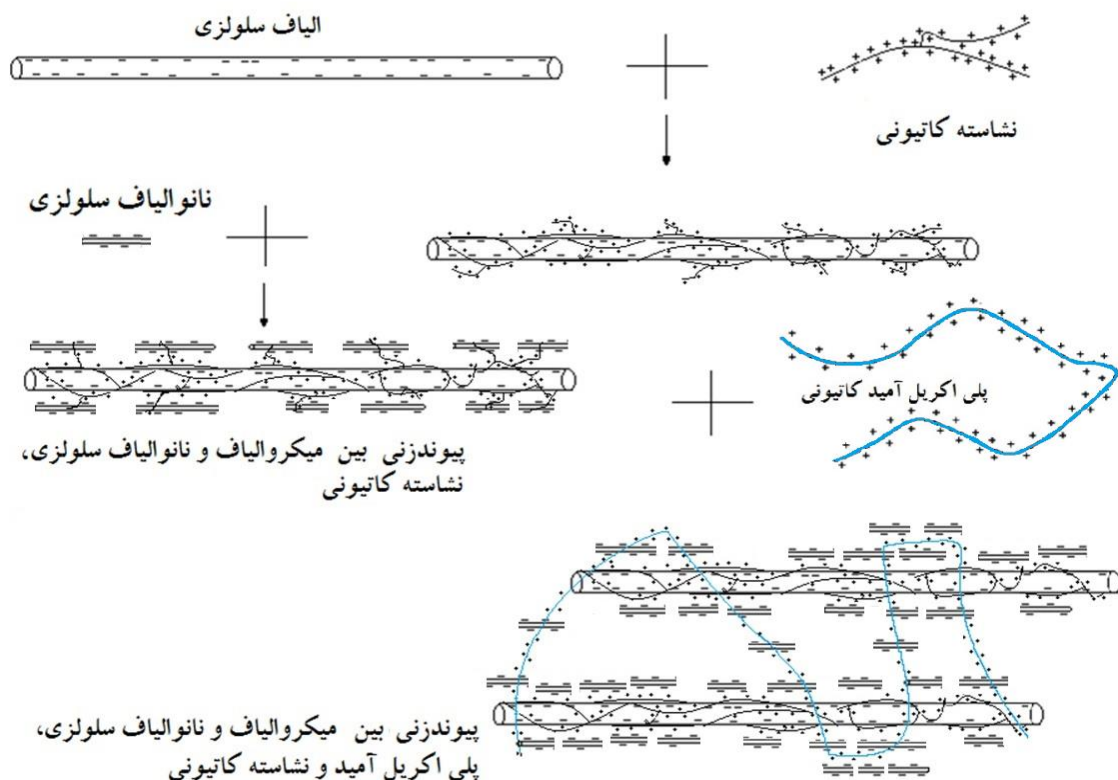 الیاف سلولزی
نشاسته کاتیونی
نانوالیاف سلولزی
پلی اکریل آمید کاتیونی
پیوندزنی بین میکروالیاف و نانوالیاف سلولزی،
نشاسته کاتیونی
پیوندزنی بین میکروالیاف و نانوالیاف سلولزی،
پلی اکریل آمید و نشاسته کاتیونی